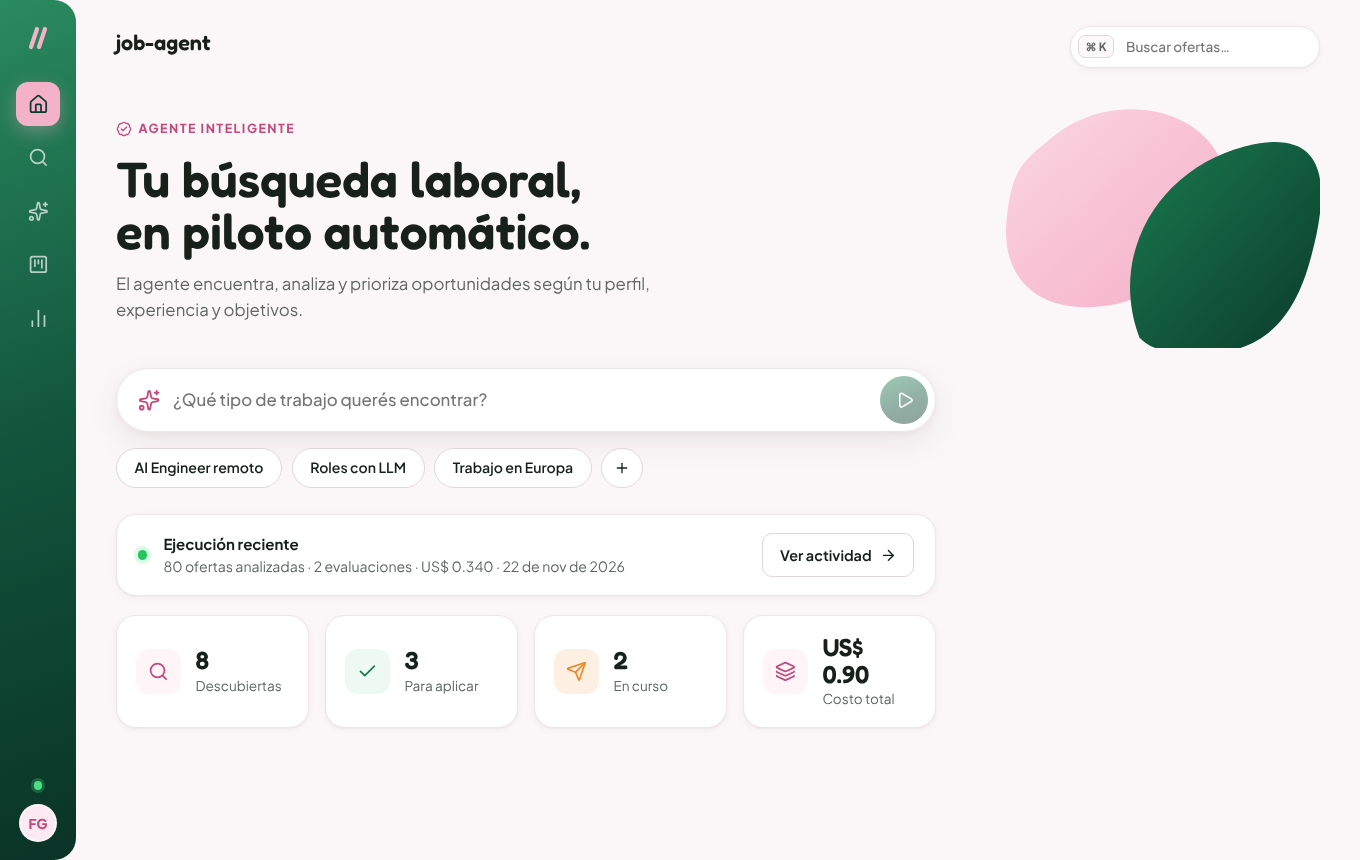 job-agent
⌘ K
Buscar ofertas...
AGENTE INTELIGENTE
Tu búsqueda laboral,
en piloto automático.
El agente encuentra, analiza y prioriza oportunidades según tu perfil,
experiencia y objetivos.
¿Qué tipo de trabajo querés encontrar?
AI Engineer remoto
Roles con LLM
Trabajo en Europa
+
Ejecución reciente
80 ofertas analizadas · 2 evaluaciones · US$ 0.340 · 22 de nov de 2026
Ver actividad →
8
Descubiertas
3
Para aplicar
2
En curso
US$
0.90
Costo total
FG